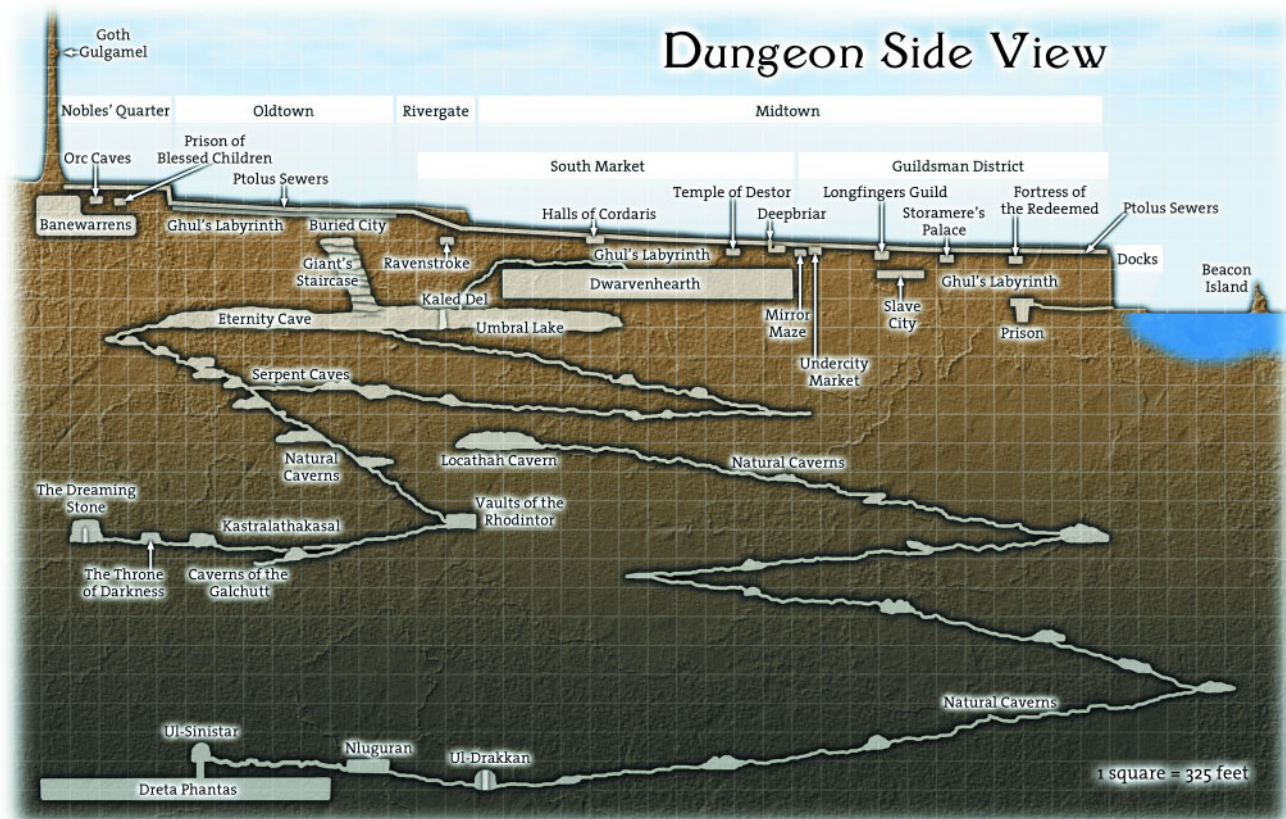 Goth
Gulgamel
Dungeon Side View
Nobles' Quarter
Oldtown
Rivergate
Midtown
South Market
Guildsman District
Prison of
Blessed Children
Orc Caves
Ptolus Sewers
Temple of Destor
Longfingers Guild
Fortress of
the Redeemed
Halls of Cordaris
Deepbriar
Storamere's
Palace
Ptolus Sewers
Banewarrens
Ghul's Labyrinth
Buried City
Giant's
Staircase
Ravenstroke
Ghul's Labyrinth
Docks
Beacon
Island
Dwarvenhearth
Ghul's Labyrinth
Kaled Del
Eternity Cave
Umbral Lake
Mirror
Maze
Slave
City
Prison
Undercity
Market
Serpent Caves
Natural
Caverns
Locathah Cavern
Natural Caverns
The Dreaming
Stone
Kastralathakasal
Vaults of the
Rhodintor
The Throne
of Darkness
Caverns of the
Galchutt
Natural Caverns
Ul-Sinistar
Nluguran
Ul-Drakkan
Dreta Phantas
1 square = 325 feet